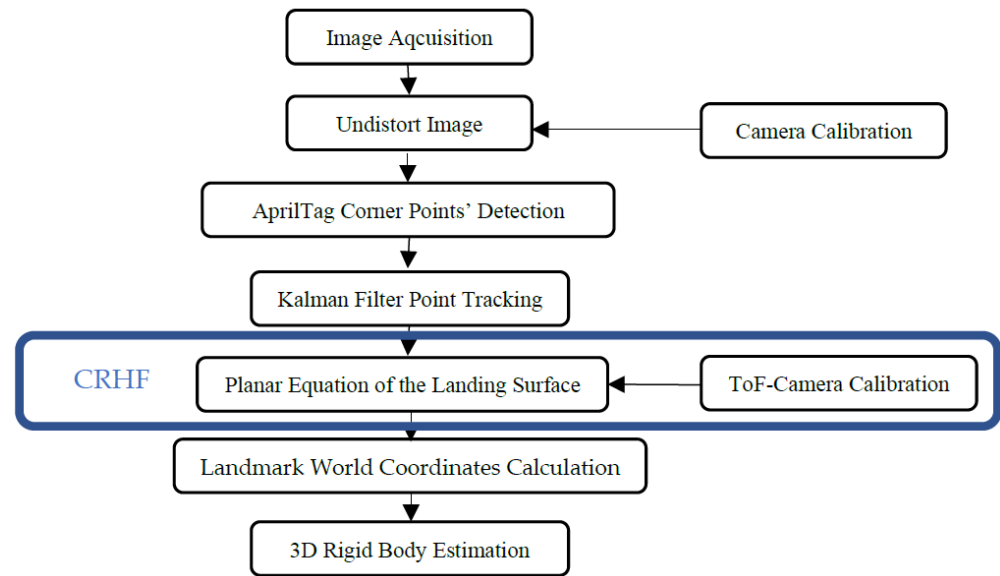 Image Aqcuisition
Undistort Image
Camera Calibration
AprilTag Corner Points’ Detection
Kalman Filter Point Tracking
CRHF
Planar Equation of the Landing Surface
ToF-Camera Calibration
Landmark World Coordinates Calculation
3D Rigid Body Estimation